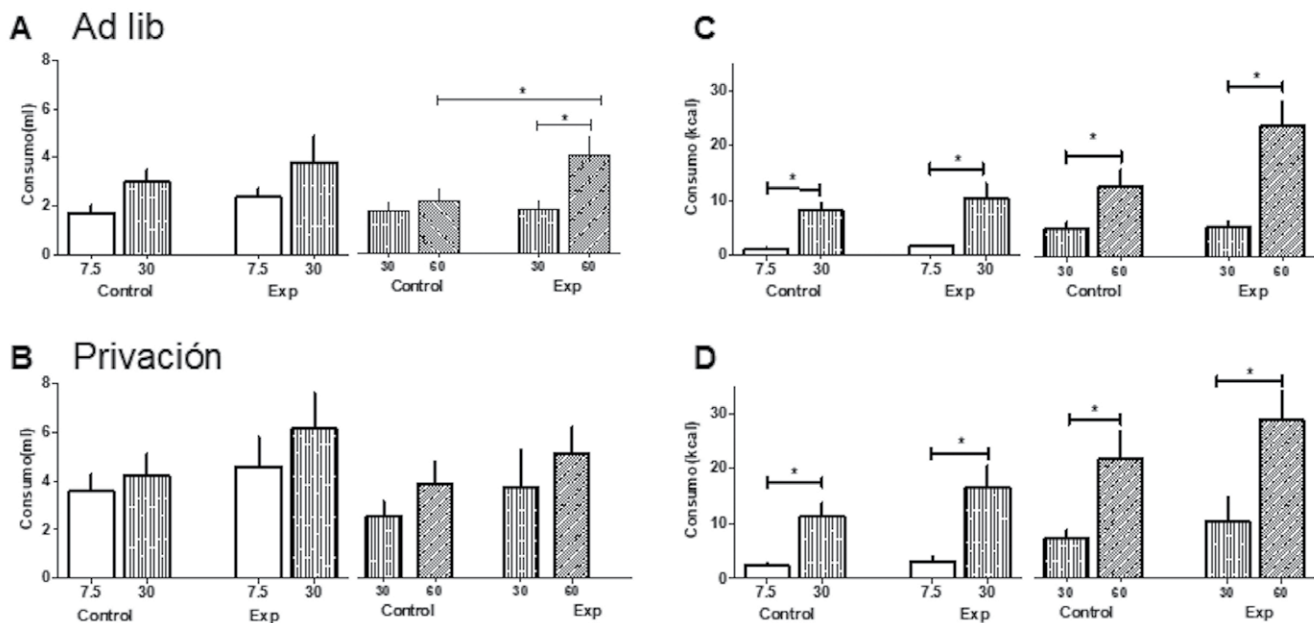 A Ad lib
Consumo(ml)
8
6
4
2
0
* *
7.5 30 7.5 30 30 60 30 60
Control Exp Control Exp
C
Consumo (kcal)
30
20
10
0
* * * *
7.5 30 7.5 30 30 60 30 60
Control Exp Control Exp
B Privación
Consumo(ml)
8
6
4
2
0
7.5 30 7.5 30 30 60 30 60
Control Exp Control Exp
D
Consumo (kcal)
30
20
10
0
* * * *
7.5 30 7.5 30 30 60 30 60
Control Exp Control Exp